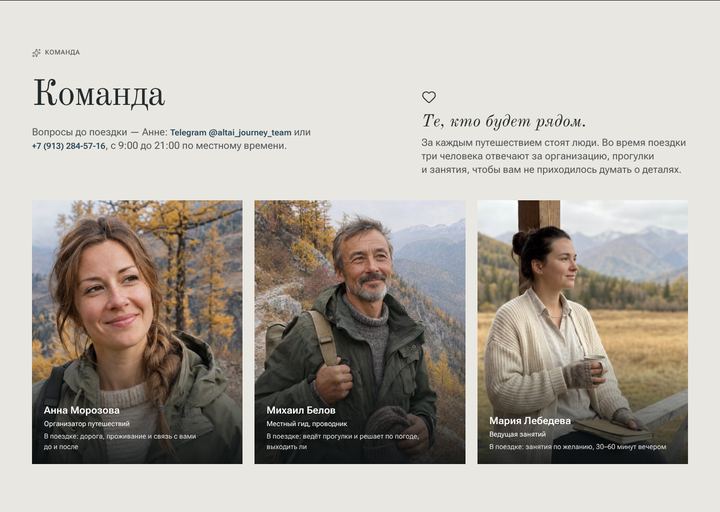 КОМАНДА
Команда
Вопросы до поездки — Анне: Telegram @altai_journey_team или
+7 (913) 284-57-16, с 9:00 до 21:00 по местному времени.
Те, кто будет рядом.
За каждым путешествием стоят люди. Во время поездки
три человека отвечают за организацию, прогулки
и занятия, чтобы вам не приходилось думать о деталях.
Анна Морозова
Организатор путешествий
В поездке: дорога, проживание и связь с вами
до и после
Михаил Белов
Местный гид, проводник
В поездке: ведёт прогулки и решает по погоде,
выходить ли
Мария Лебедева
Ведущая занятий
В поездке: занятия по желанию, 30–60 минут вечером